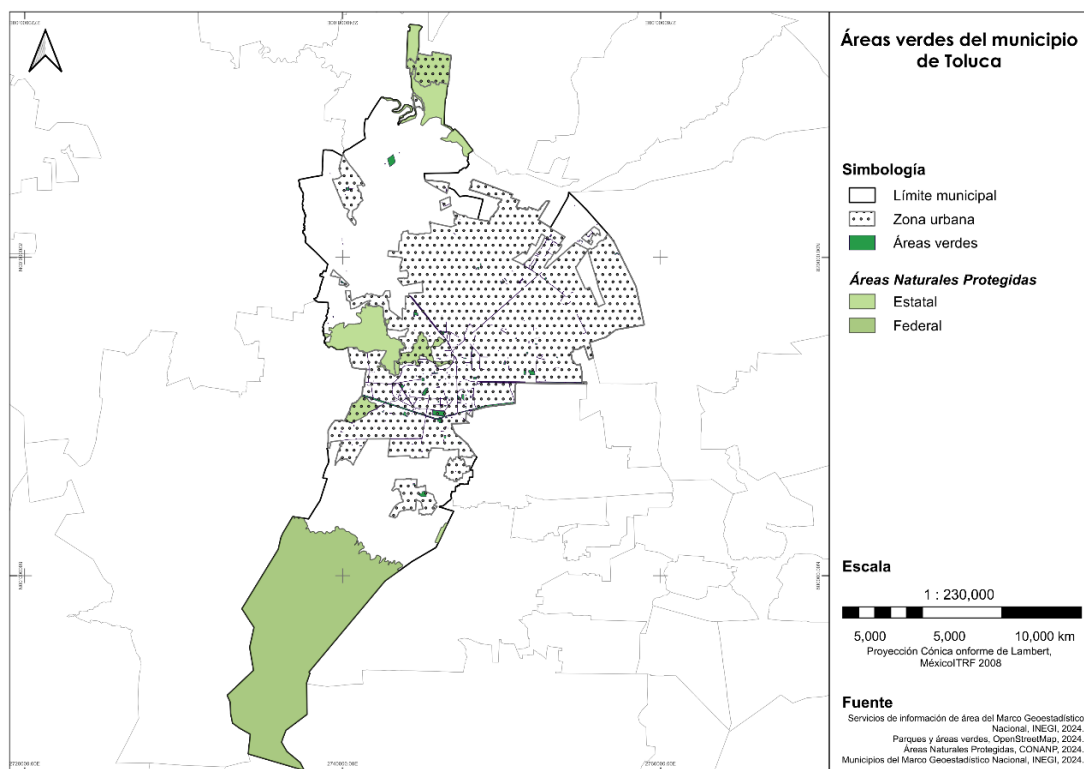 Áreas verdes del municipio
de Toluca
Simbología
Límite municipal
Zona urbana
Áreas verdes
Áreas Naturales Protegidas
Estatal
Federal
Escala
1 : 230,000
5,000 5,000 10,000 km
Proyección Cónica onforme de Lambert,
MéxicoITRF 2008
Fuente
Servicios de información de área del Marco Geoestadístico
Nacional, INEGI, 2024.
Parques y áreas verdes, OpenStreetMap, 2024.
Áreas Naturales Protegidas, CONANP, 2024.
Municipios del Marco Geoestadístico Nacional, INEGI, 2024.